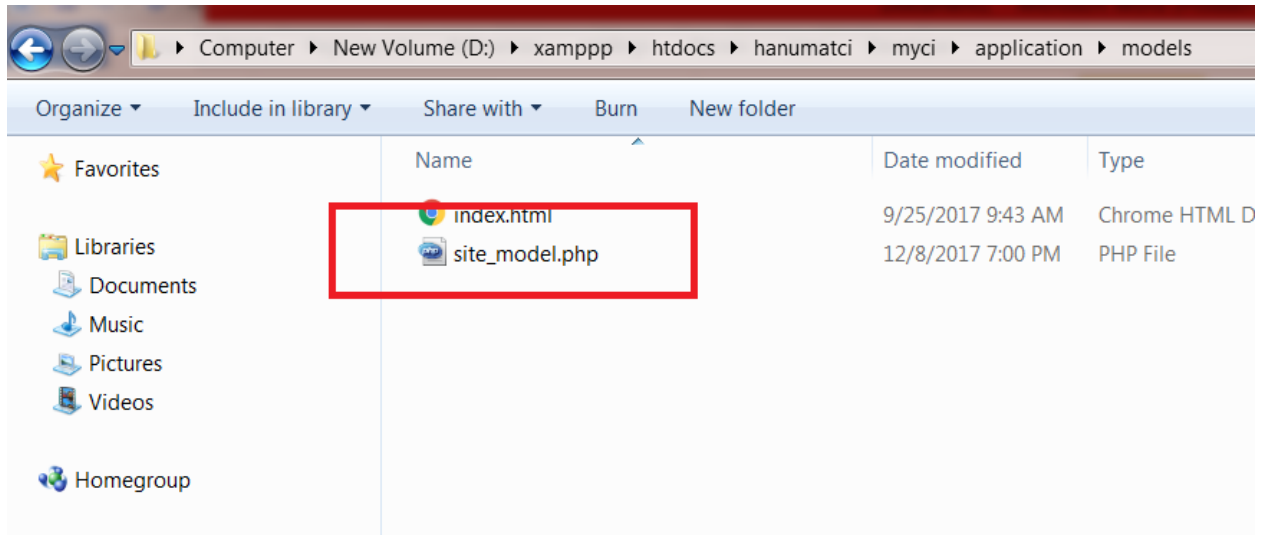 Computer New Volume (D:) xamppp htdocs hanumatci myci application models
Organize Include in library Share with Burn New folder
Favorites
Libraries
Documents
Music
Pictures
Videos
Homegroup
Name Date modified Type
index.html 9/25/2017 9:43 AM Chrome HTML D
site_model.php 12/8/2017 7:00 PM PHP File